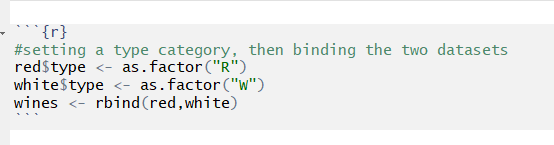 ```{r}
#setting a type category, then binding the two datasets
red$type <- as.factor("R")
white$type <- as.factor("W")
wines <- rbind(red,white)
```